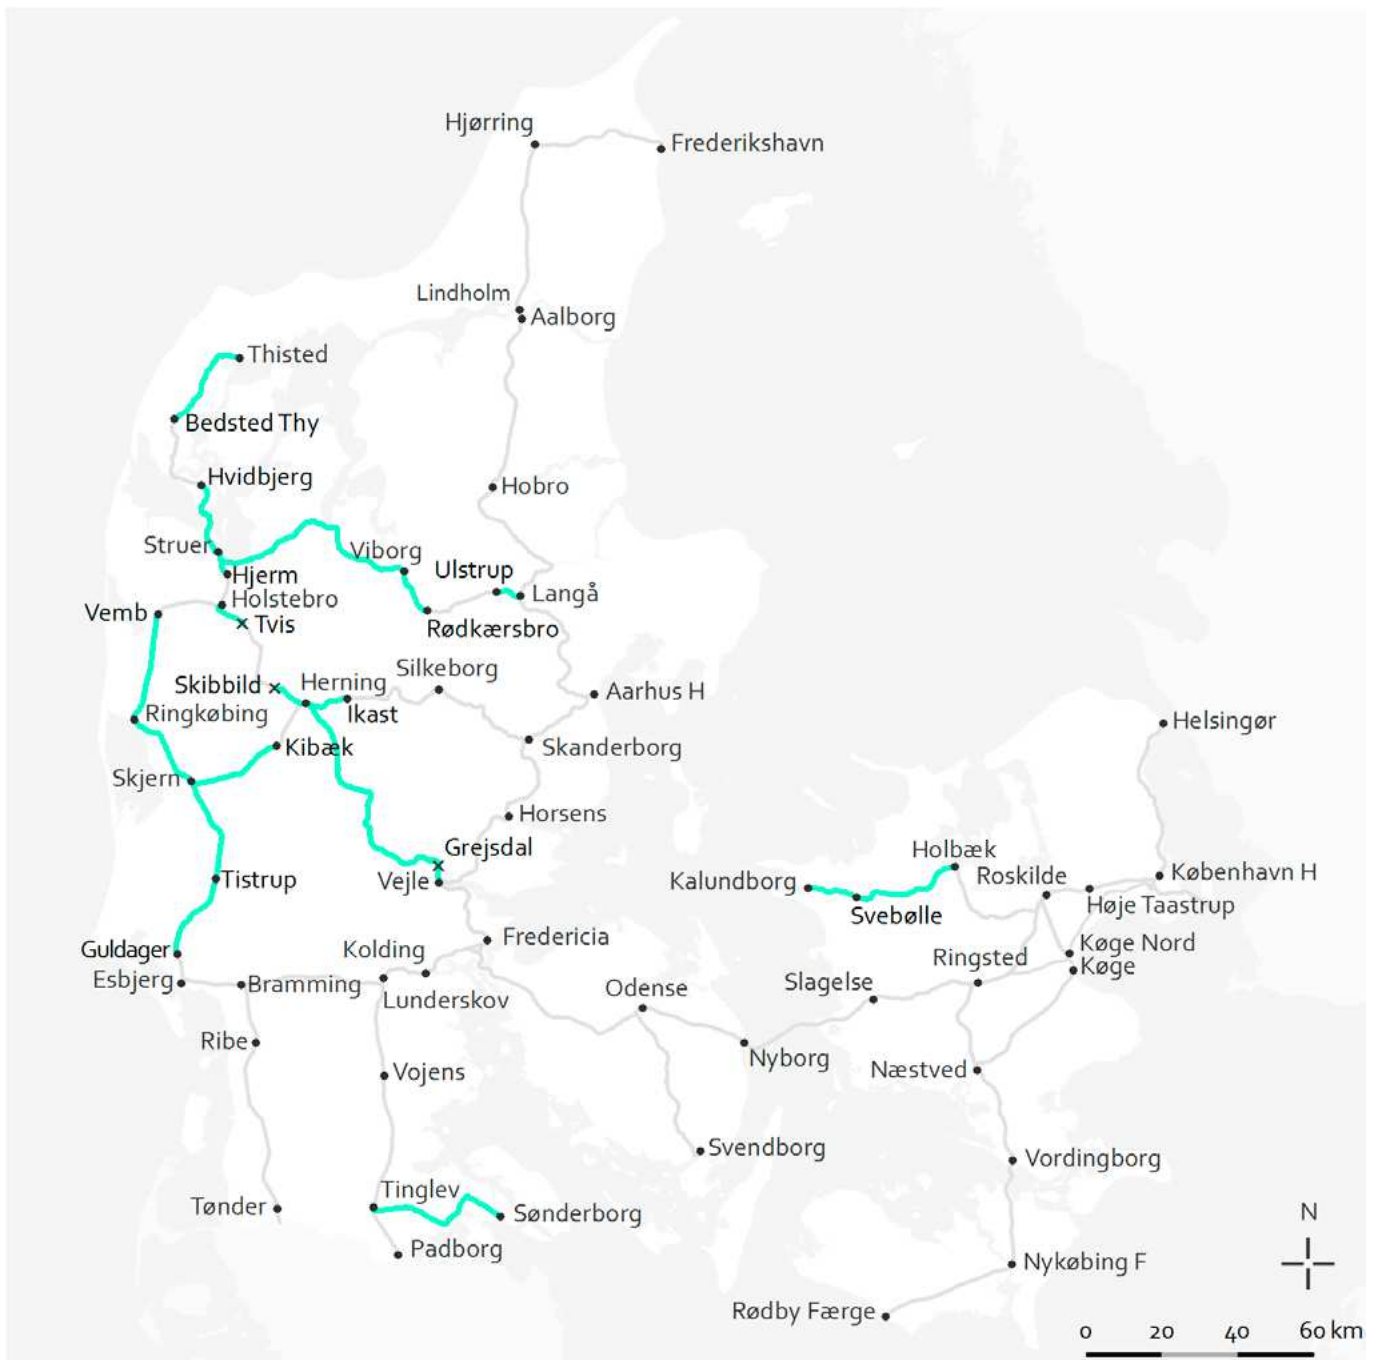 Hjørring
Frederikshavn
Lindholm
Aalborg
Thisted
Bedsted Thy
Hvidbjerg
Hobro
Struer
Viborg
Ulstrup
Hjerm
Langå
Holstebro
Vemb
Tvis
Rødkærsbro
Silkeborg
Skibbild
Herning
Aarhus H
Ringkøbing
Ikast
Helsingør
Kibæk
Skanderborg
Skjern
Horsens
Grejsdal
Holbæk
Vejle
Kalundborg
Roskilde
København H
Tistrup
Høje Taastrup
Svebølle
Fredericia
Køge Nord
Guldager
Kolding
Ringsted
Køge
Esbjerg
Bramming
Slagelse
Lunderskov
Odense
Ribe
Nyborg
Vojens
Næstved
Svendborg
Vordingborg
Tinglev
Tønder
Sønderborg
N
Padborg
Nykøbing F
Rødby Færge
0 20 40 60 km